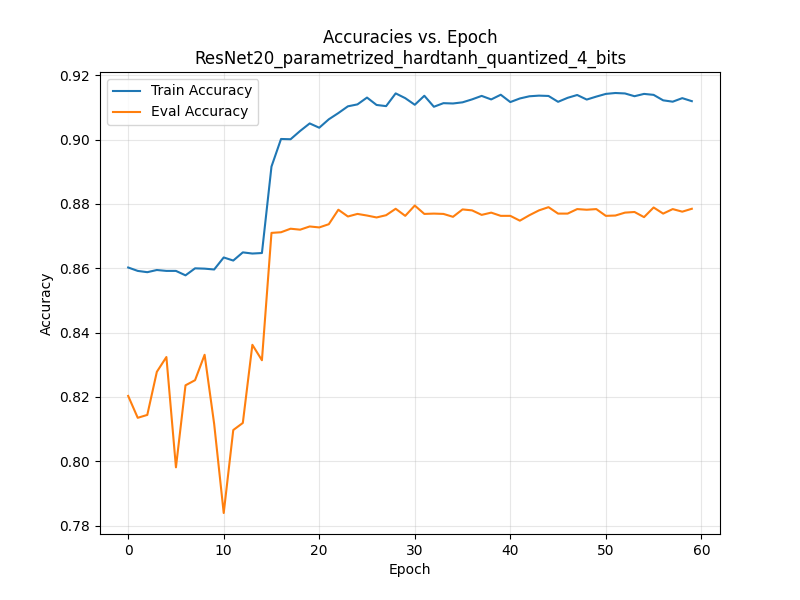 Accuracies vs. Epoch
ResNet20_parametrized_hardtanh_quantized_4_bits
Train Accuracy
Eval Accuracy
0.92
0.90
0.88
0.86
0.84
0.82
0.80
0.78
Accuracy
0 10 20 30 40 50 60
Epoch